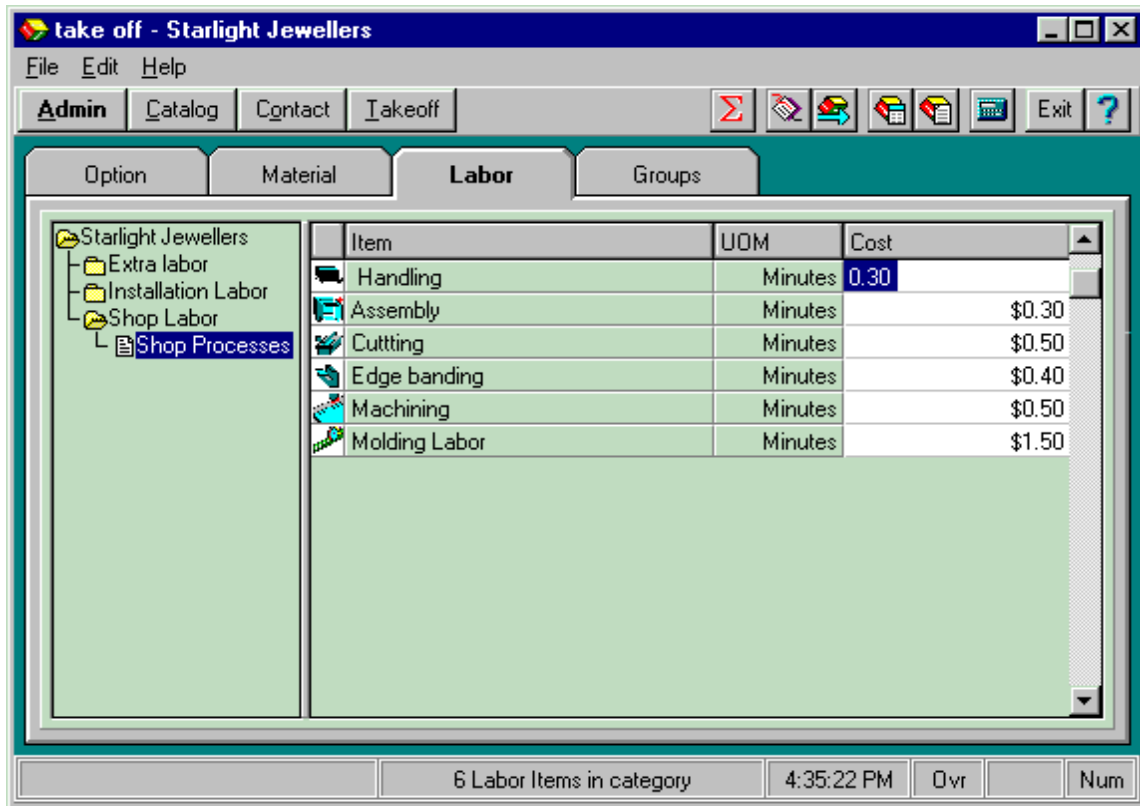 take off - Starlight Jewellers
File Edit Help
Admin Catalog Contact Takeoff Σ Exit ?
Option Material Labor Groups
Starlight Jewellers
Extra labor
Installation Labor
Shop Labor
Shop Processes
Item UOM Cost
Handling Minutes 0.30
Assembly Minutes $0.30
Cuttting Minutes $0.50
Edge banding Minutes $0.40
Machining Minutes $0.50
Molding Labor Minutes $1.50
6 Labor Items in category 4:35:22 PM Ovr Num